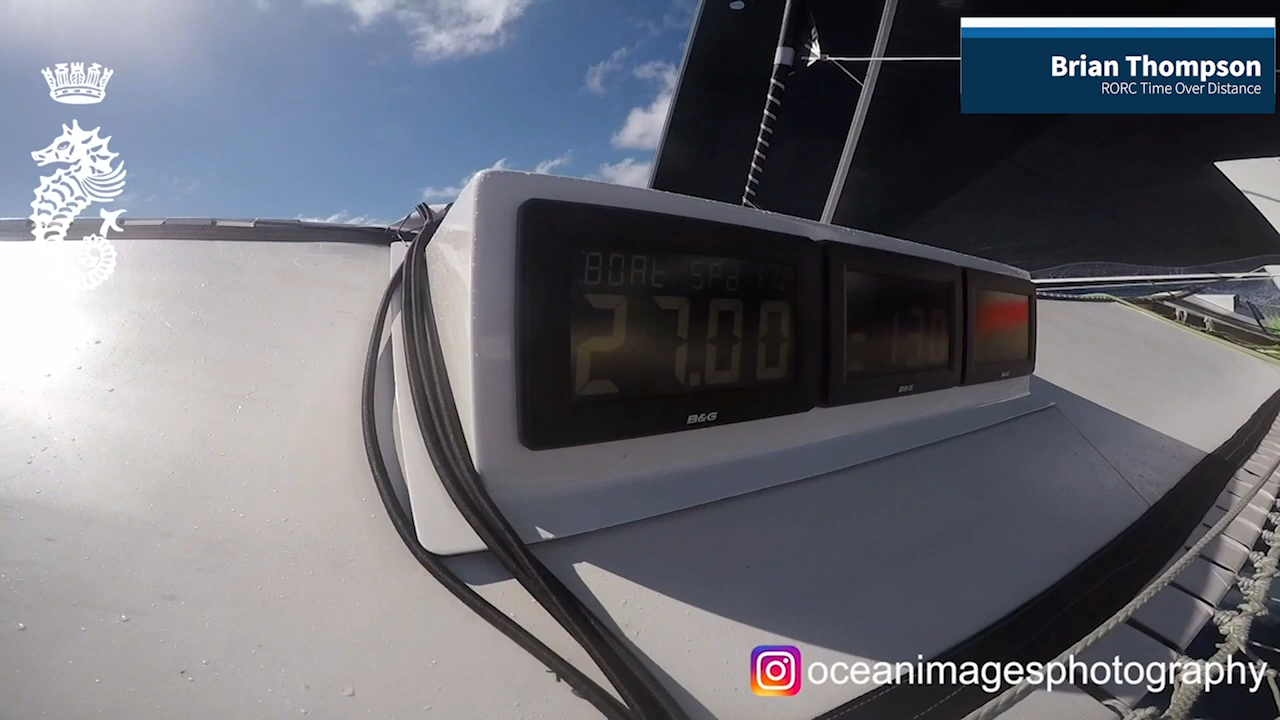 Brian Thompson
RORC Time Over Distance
BOAt SPd
27.00
B&G
B&G
oceanimagesphotography